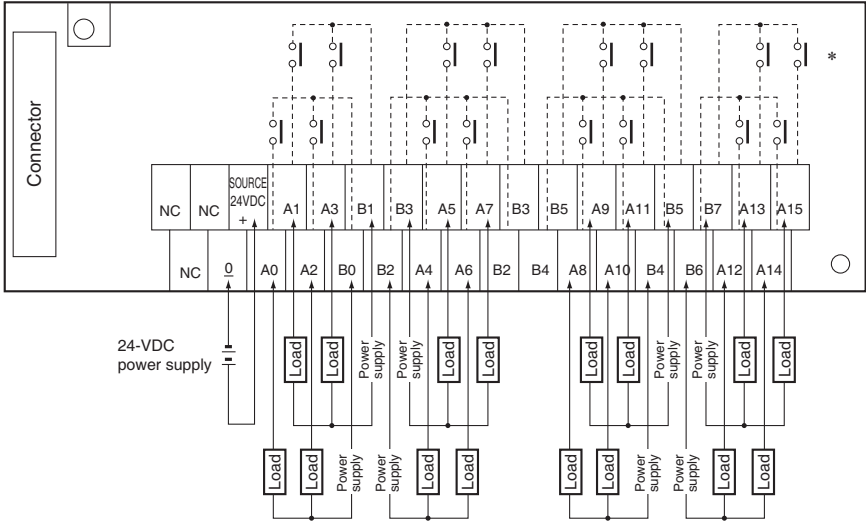 *
Connector
SOURCE
24VDC
+
NC NC A1 A3 B1 B3 A5 A7 B3 B5 A9 A11 B5 B7 A13 A15
NC 0 A0 A2 B0 B2 A4 A6 B2 B4 A8 A10 B4 B6 A12 A14
24-VDC
power supply
Load Load Power supply Power supply Load Load Load Load Power supply Power supply Load Load
Load Load Power supply Power supply Load Load Load Load Power supply Power supply Load Load